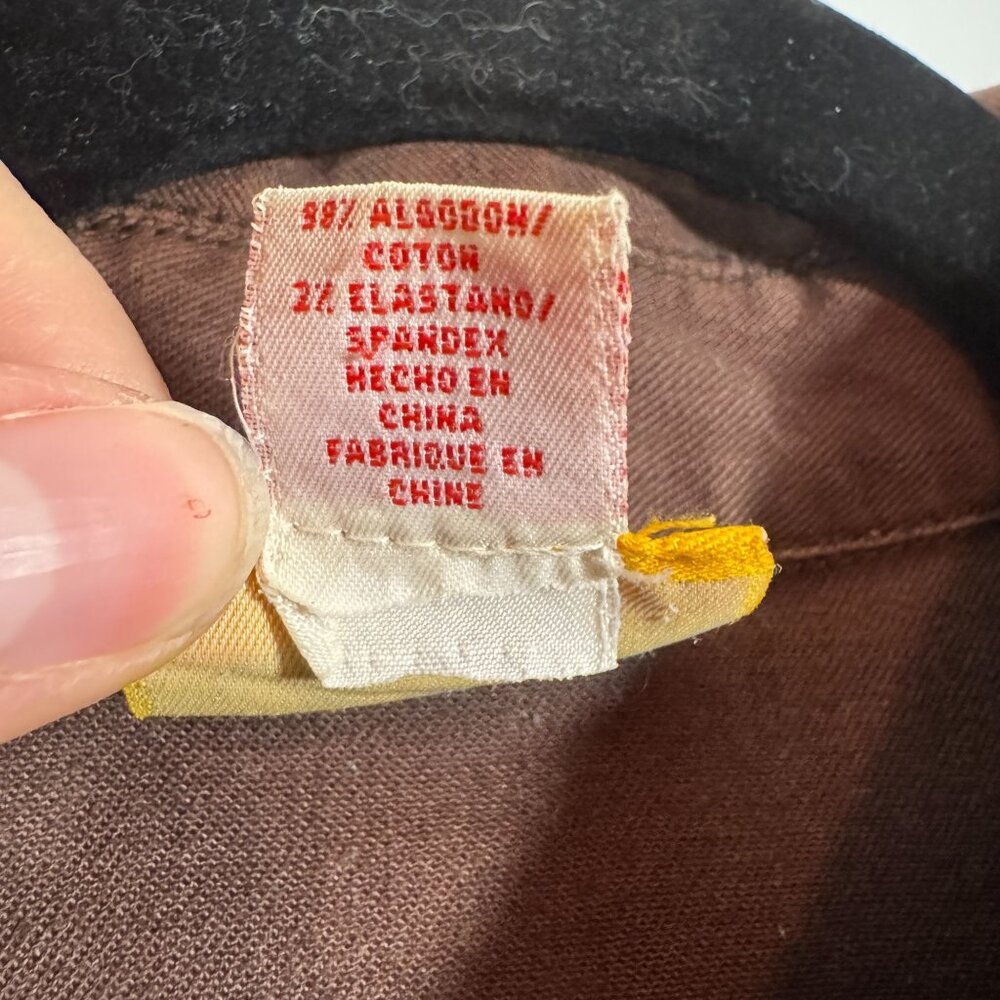 98% ALGODON/
COTON
2% ELASTANO/
SPANDEX
HECHO EN
CHINA
FABRIQUE EN
CHINE